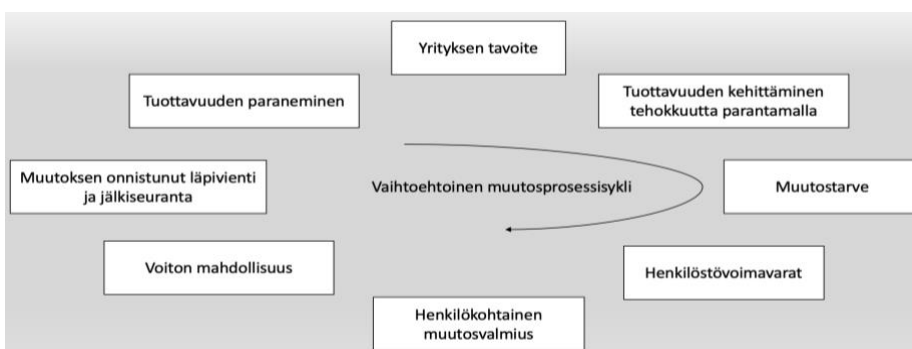 Yrityksen tavoite
Tuottavuuden paraneminen
Tuottavuuden kehittäminen
tehokkuutta parantamalla
Muutoksen onnistunut läpivienti
ja jälkiseuranta
Vaihtoehtoinen muutosprosessisykli
Muutostarve
Voiton mahdollisuus
Henkilöstövoimavarat
Henkilökohtainen
muutosvalmius